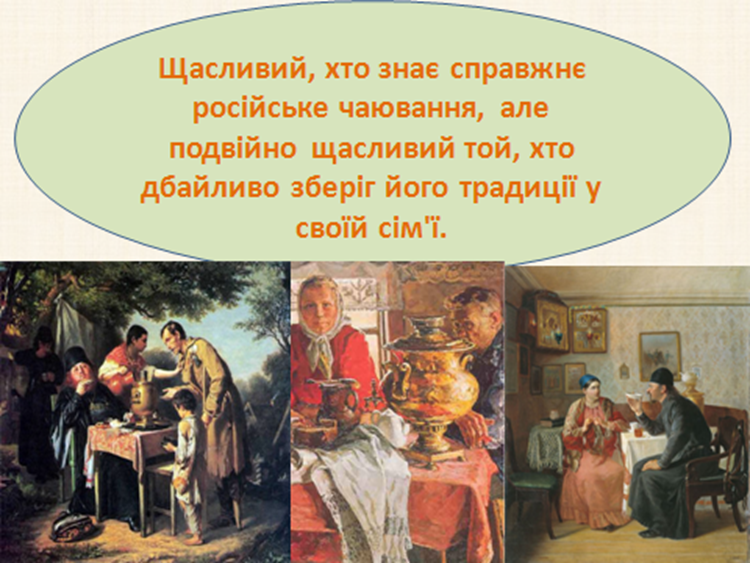 Щасливий, хто знає справжнє
російське чаювання, але
подвійно щасливий той, хто
дбайливо зберіг його традиції у
своїй сім'ї.